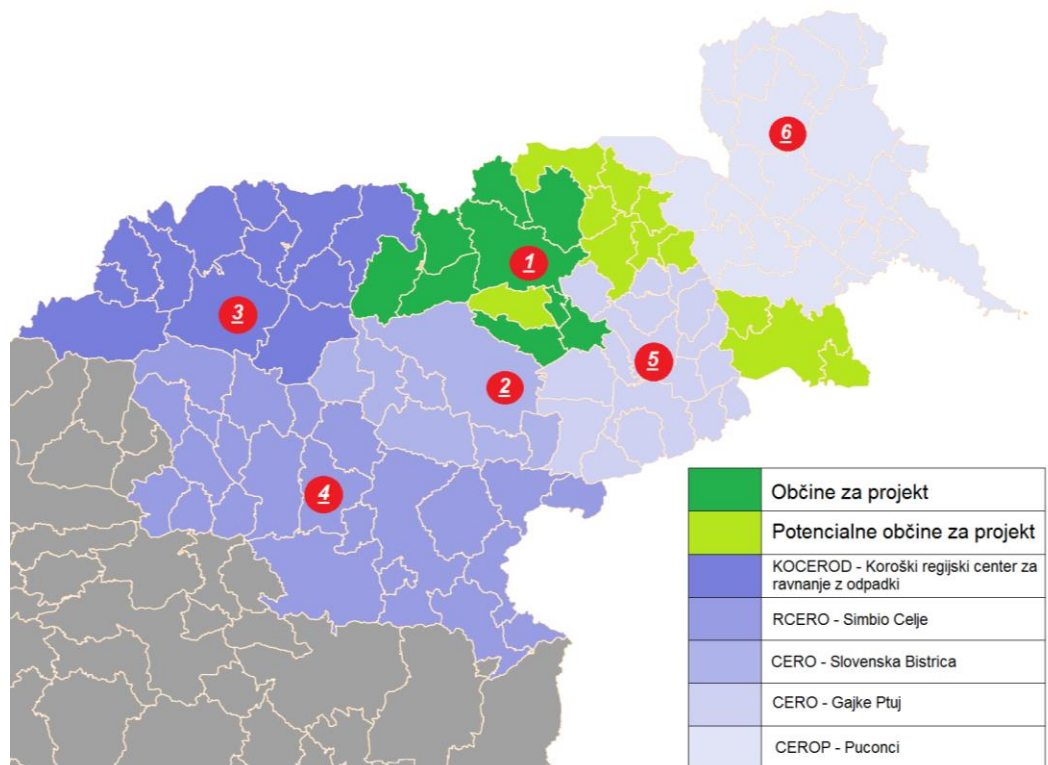 6
1
3
5
2
4
Občine za projekt
Potencialne občine za projekt
KOCEROD - Koroški regijski center za
ravnanje z odpadki
RCERO - Simbio Celje
CERO - Slovenska Bistrica
CERO - Gajke Ptuj
CEROP - Puconci